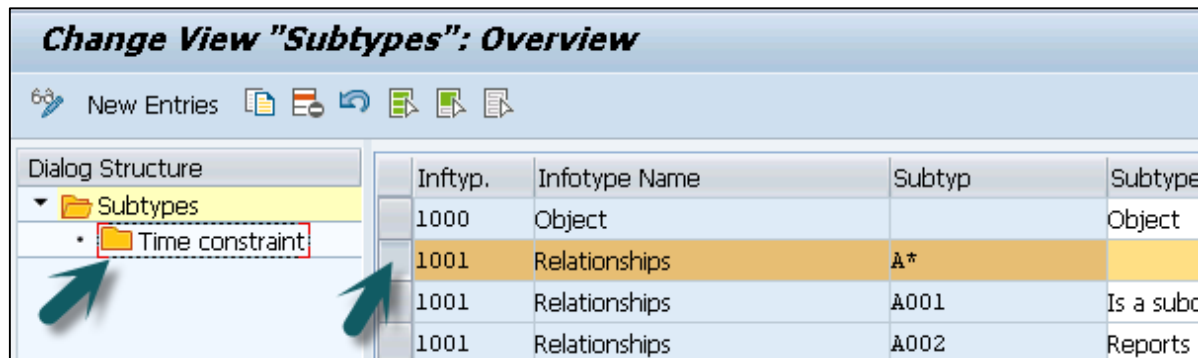 Change View "Subtypes": Overview
New Entries
Dialog Structure
Subtypes
Time constraint
Inftyp. Infotype Name Subtyp Subtype
1000 Object Object
1001 Relationships A*
1001 Relationships A001 Is a subo
1001 Relationships A002 Reports